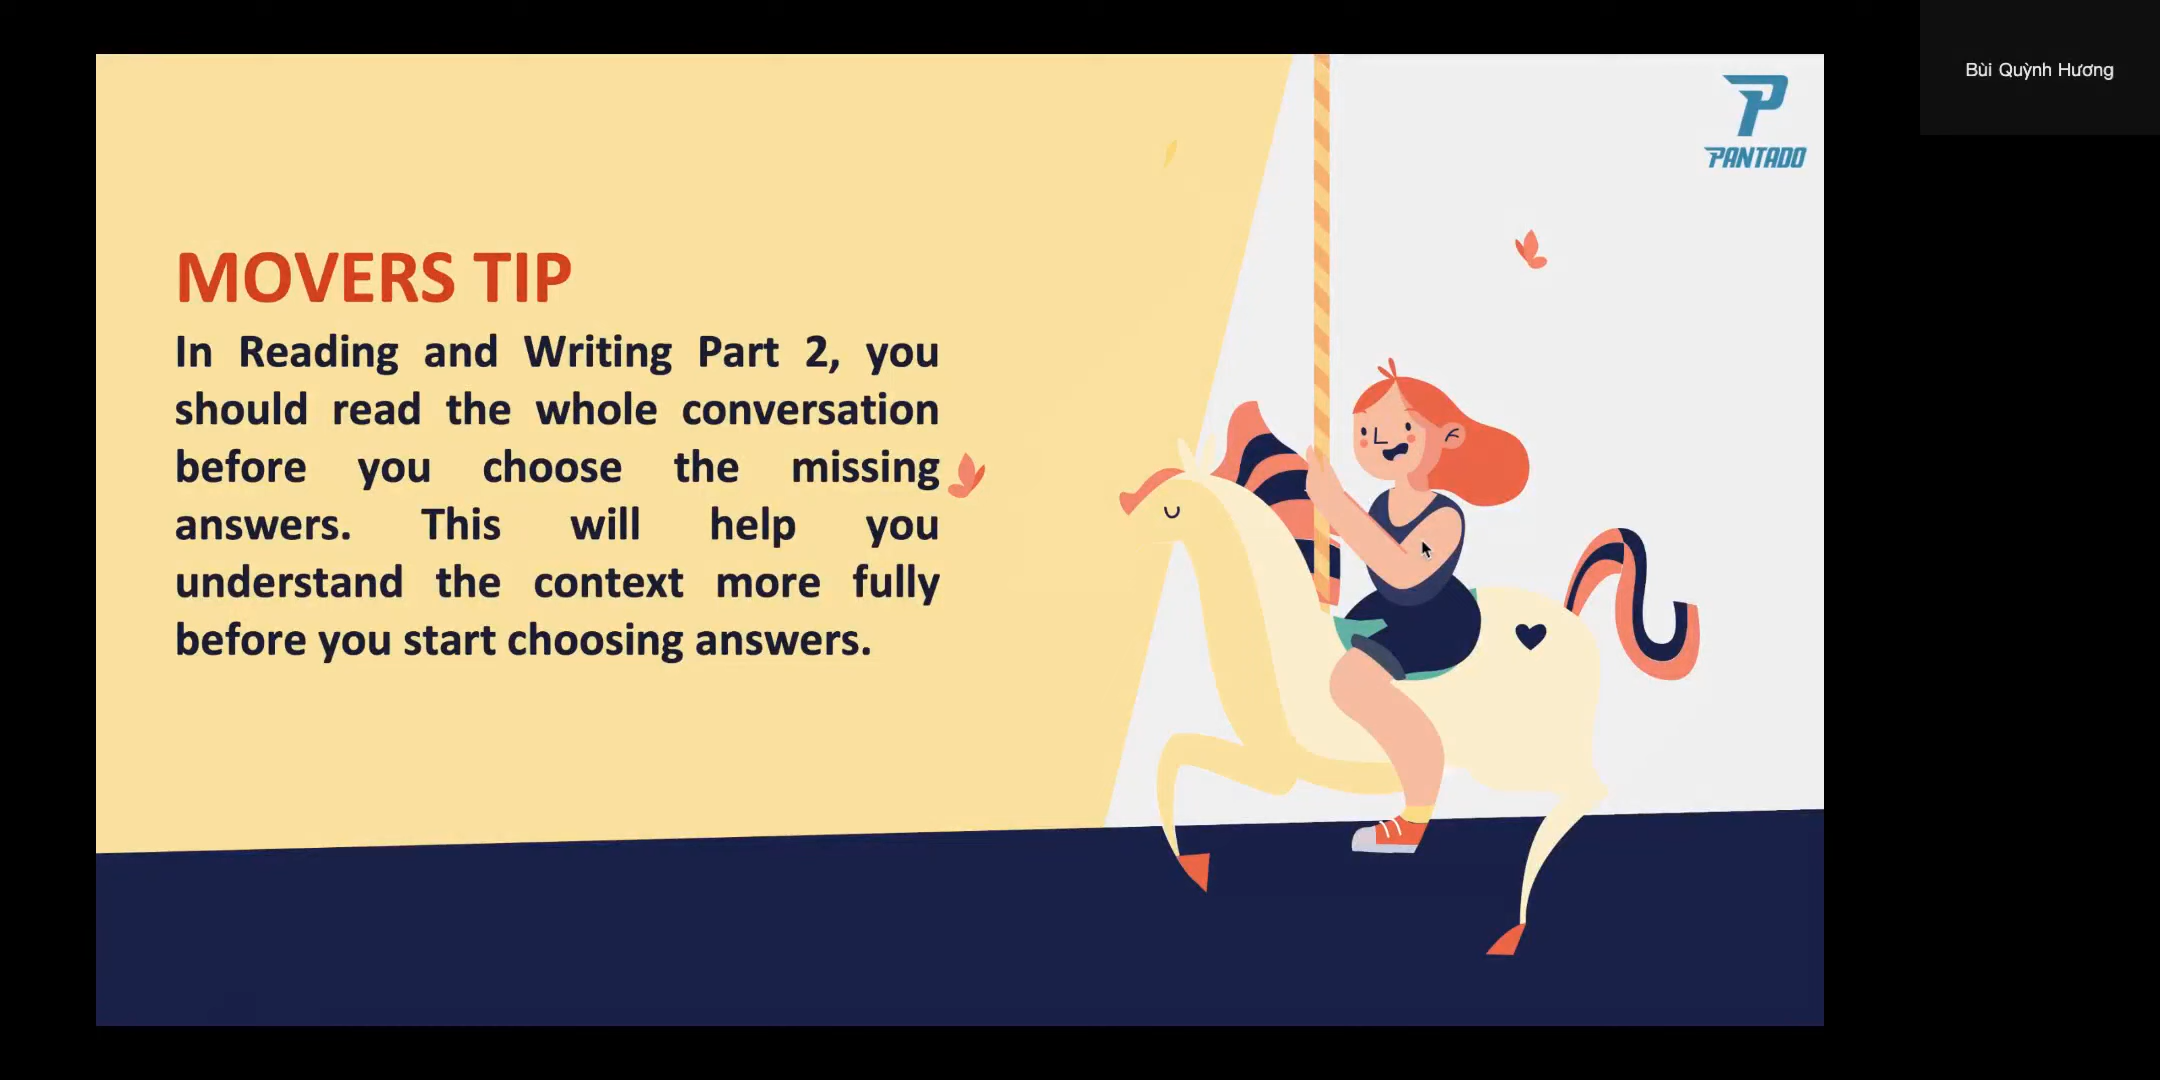 Bùi Quỳnh Hương
PANTADO
MOVERS TIP
In Reading and Writing Part 2, you
should read the whole conversation
before you choose the missing
answers. This will help you
understand the context more fully
before you start choosing answers.